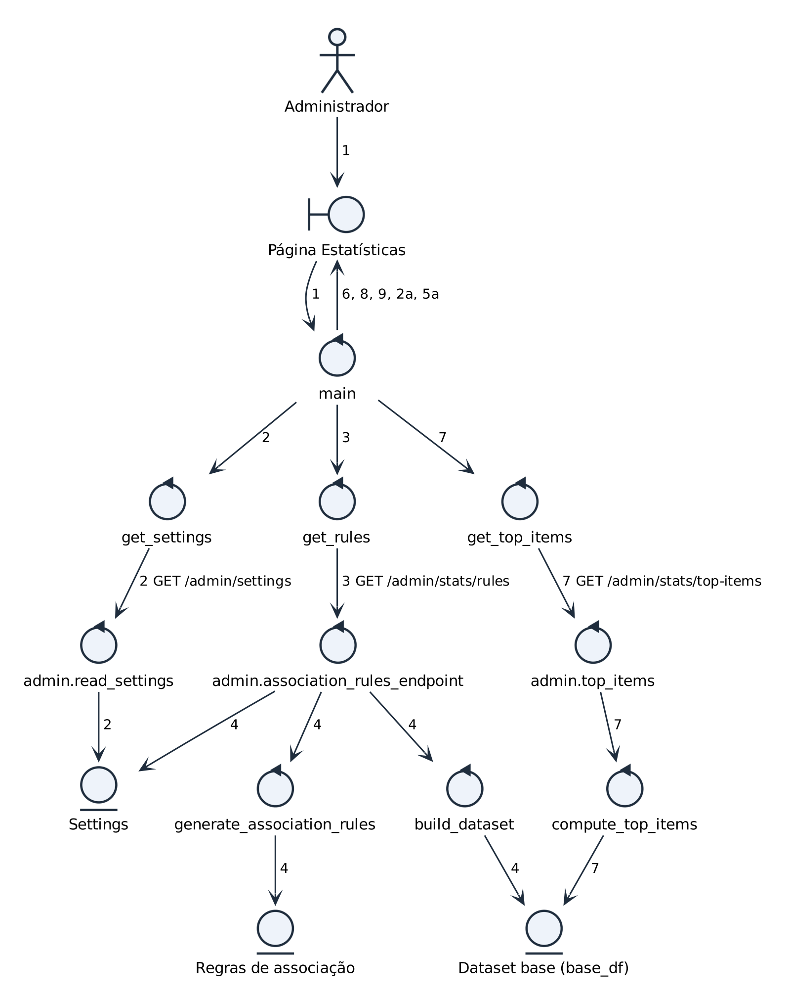 Administrador
1
Página Estatísticas
1
6, 8, 9, 2a, 5a
main
2
3
7
get_settings
get_rules
get_top_items
2 GET /admin/settings
3 GET /admin/stats/rules
7 GET /admin/stats/top-items
admin.read_settings
admin.association_rules_endpoint
admin.top_items
2
4
4
4
7
Settings
generate_association_rules
build_dataset
compute_top_items
4
4
7
Regras de associação
Dataset base (base_df)